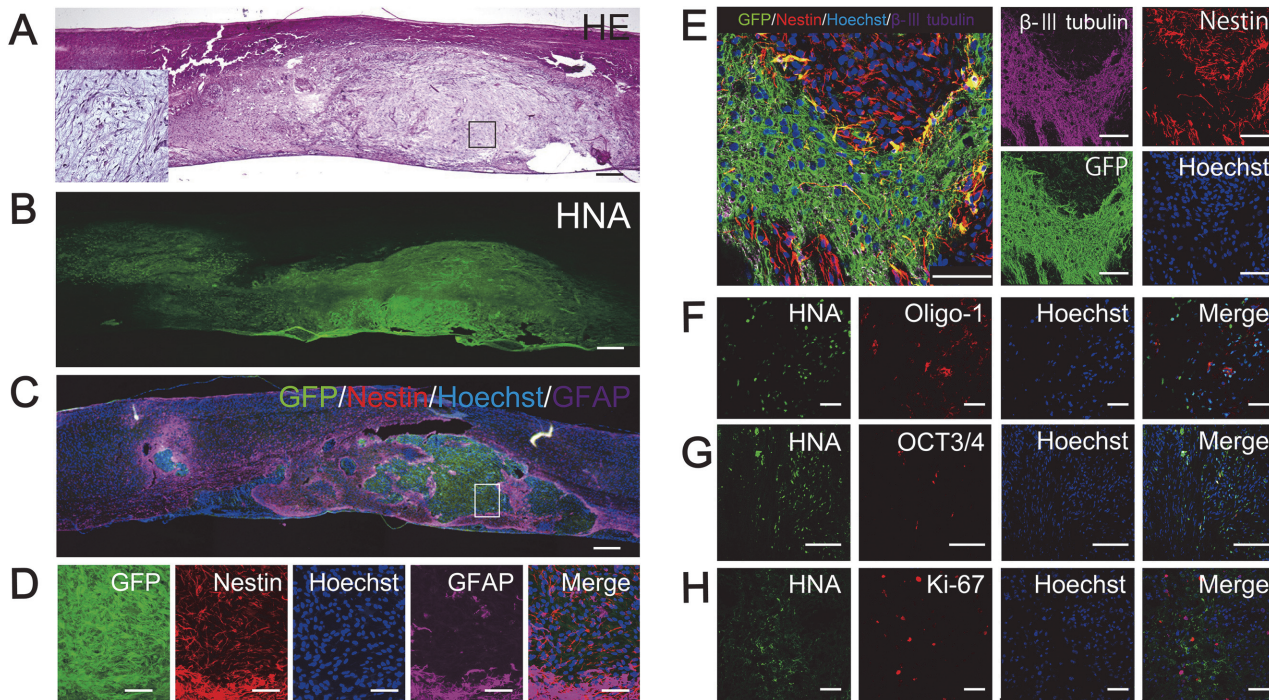 A
HE
B
HNA
C
GFP/Nestin/Hoechst/GFAP
D
GFP
Nestin
Hoechst
GFAP
Merge
E
GFP/Nestin/Hoechst/β-III tubulin
β-III tubulin
Nestin
GFP
Hoechst
F
HNA
Oligo-1
Hoechst
Merge
G
HNA
OCT3/4
Hoechst
Merge
H
HNA
Ki-67
Hoechst
Merge